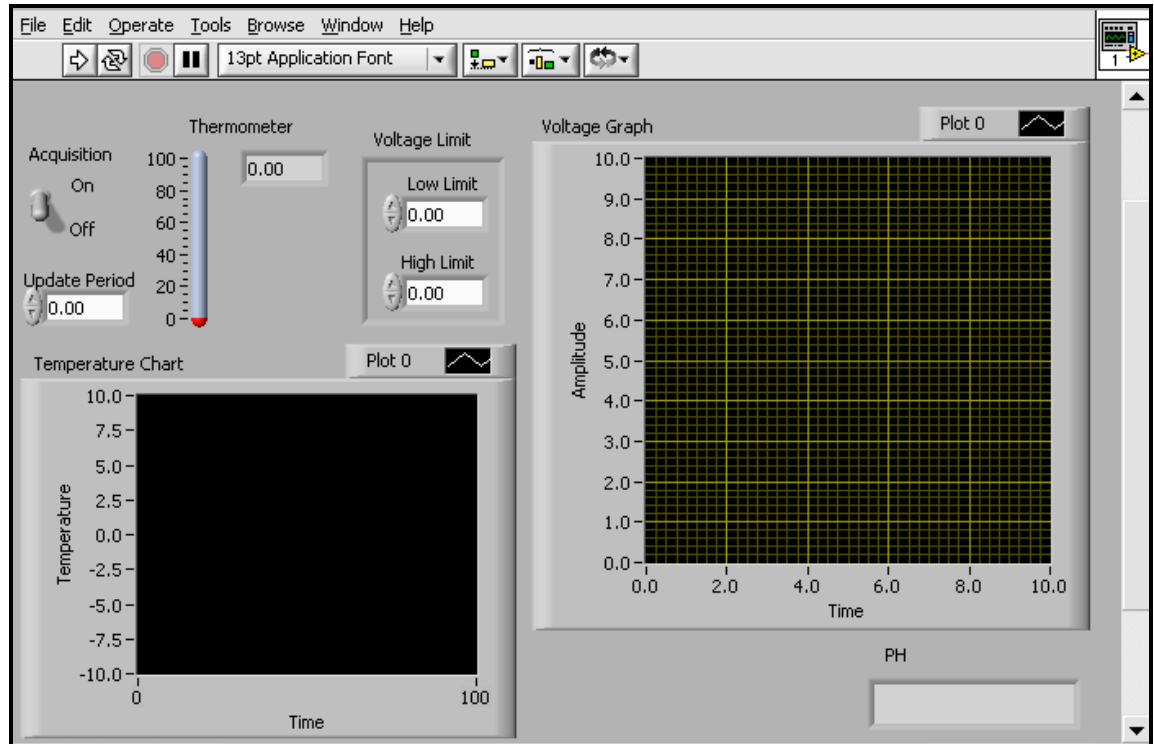 File Edit Operate Tools Browse Window Help
13pt Application Font
1
Thermometer
0.00
Acquisition
On
Off
100
80
60
40
20
0
Update Period
0.00
Voltage Limit
Low Limit
0.00
High Limit
0.00
Voltage Graph
Plot 0
10.0
9.0
8.0
7.0
6.0
5.0
4.0
3.0
2.0
1.0
0.0
Amplitude
0.0 2.0 4.0 6.0 8.0 10.0
Time
Temperature Chart
Plot 0
10.0
7.5
5.0
2.5
0.0
-2.5
-5.0
-7.5
-10.0
Temperature
0 100
Time
PH